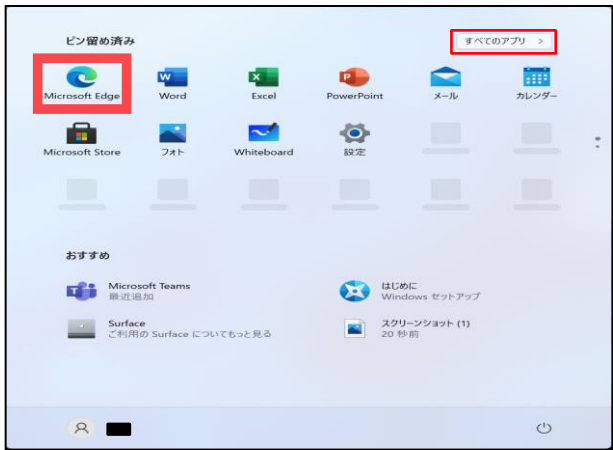 ピン留め済み
すべてのアプリ >
Microsoft Edge
Word
Excel
PowerPoint
メール
カレンダー
Microsoft Store
フォト
Whiteboard
設定
おすすめ
Microsoft Teams
最近追加
はじめに
Windows セットアップ
Surface
ご利用の Surface についてもっと見る
スクリーンショット (1)
20 秒前